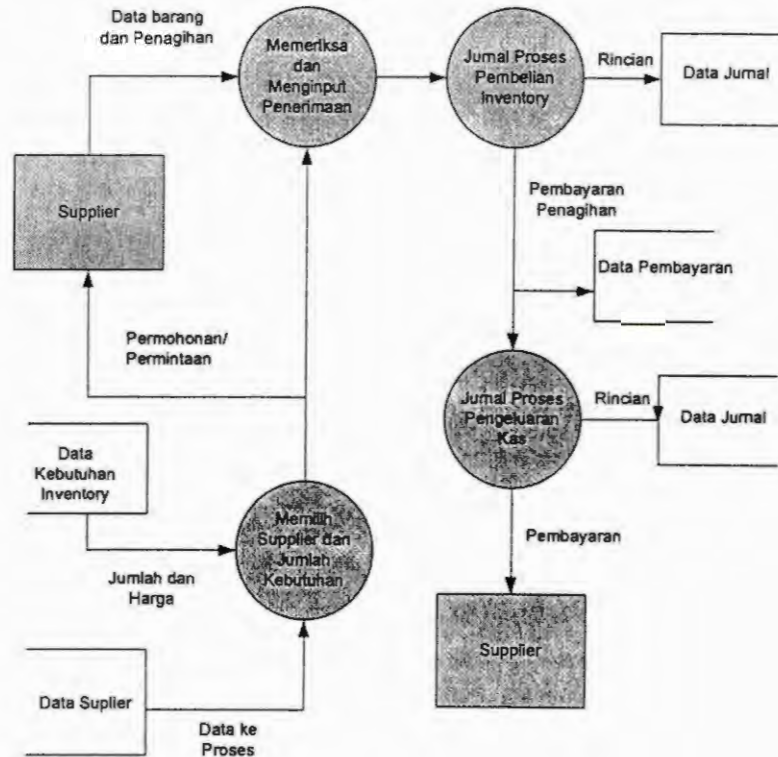 Data barang
dan Penagihan
Memeriksa
dan
Menginput
Penerimaan
Jurnal Proses
Pembelian
Inventory
Rincian
Data Jurnal
Supplier
Pembayaran
Penagihan
Data Pembayaran
Permohonan/
Permintaan
Jurnal Proses
Pengeluaran
Kas
Rincian
Data Jurnal
Data
Kebutuhan
Inventory
Memilih
Supplier dan
Jumlah
Kebutuhan
Jumlah dan
Harga
Pembayaran
Supplier
Data Suplier
Data ke
Proses